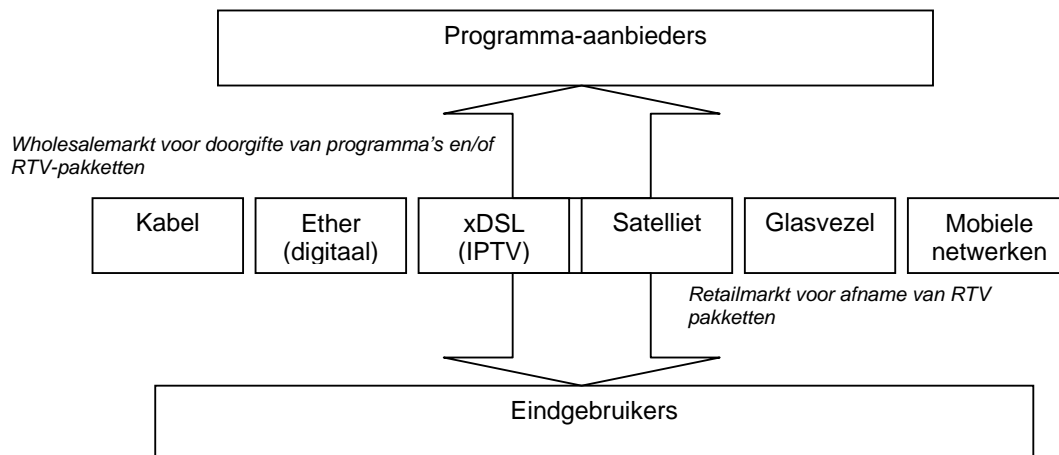 Programma-aanbieders
Wholesalemarkt voor doorgifte van programma's en/of
RTV-pakketten
Kabel
Ether
(digitaal)
xDSL
(IPTV)
Satelliet
Glasvezel
Mobiele
netwerken
Retailmarkt voor afname van RTV
pakketten
Eindgebruikers